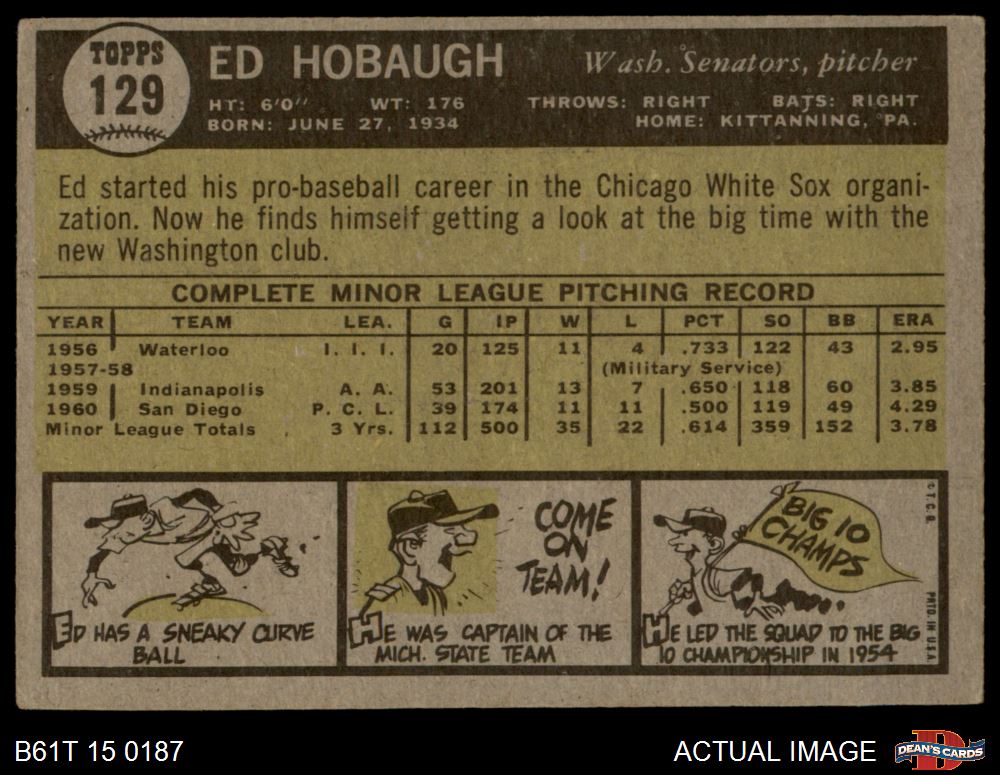 TOPPS
129
ED HOBAUGH
Wash. Senators, pitcher
HT: 6'0" WT: 176 THROWS: RIGHT BATS: RIGHT
BORN: JUNE 27, 1934 HOME: KITTANNING, PA.
Ed started his pro-baseball career in the Chicago White Sox organi-
zation. Now he finds himself getting a look at the big time with the
new Washington club.
COMPLETE MINOR LEAGUE PITCHING RECORD
YEAR TEAM LEA. G IP W L PCT SO BB ERA
1956 Waterloo I. I. I. 20 125 11 4 .733 122 43 2.95
1957-58 (Military Service)
1959 Indianapolis A. A. 53 201 13 7 .650 118 60 3.85
1960 San Diego P. C. L. 39 174 11 11 .500 119 49 4.29
Minor League Totals 3 Yrs. 112 500 35 22 .614 359 152 3.78
ED HAS A SNEAKY CURVE
BALL
COME
ON
TEAM!
HE WAS CAPTAIN OF THE
MICH. STATE TEAM
BIG 10
CHAMPS
HE LED THE SQUAD TO THE BIG
10 CHAMPIONSHIP IN 1954
© T. C. G.
PRTD. IN U.S.A.
B61T 15 0187
ACTUAL IMAGE
DEAN'S CARDS